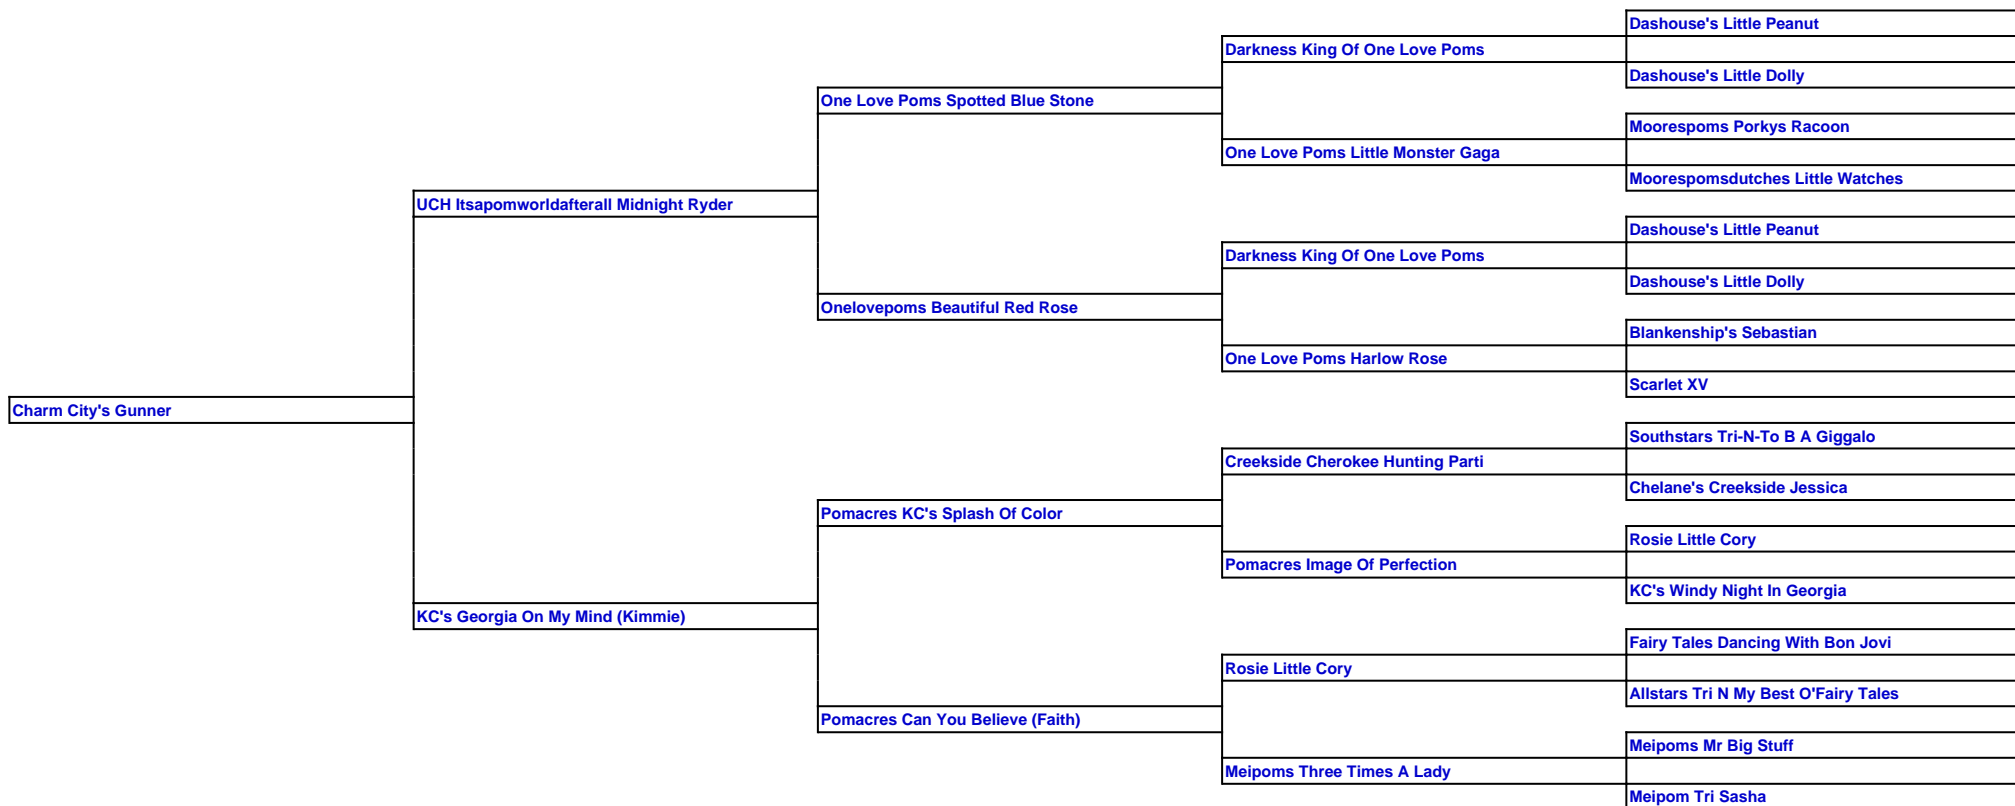 Dashouse's Little Peanut
Darkness King Of One Love Poms
Dashouse's Little Dolly
One Love Poms Spotted Blue Stone
Moorespoms Porkys Racoon
One Love Poms Little Monster Gaga
Moorespomsdutches Little Watches
UCH Itsapomworldafterall Midnight Ryder
Dashouse's Little Peanut
Darkness King Of One Love Poms
Dashouse's Little Dolly
Onelovepoms Beautiful Red Rose
Blankenship's Sebastian
One Love Poms Harlow Rose
Scarlet XV
Charm City's Gunner
Southstars Tri-N-To B A Giggalo
Creekside Cherokee Hunting Parti
Chelane's Creekside Jessica
Pomacres KC's Splash Of Color
Rosie Little Cory
Pomacres Image Of Perfection
KC's Windy Night In Georgia
KC's Georgia On My Mind (Kimmie)
Fairy Tales Dancing With Bon Jovi
Rosie Little Cory
Allstars Tri N My Best O'Fairy Tales
Pomacres Can You Believe (Faith)
Meipoms Mr Big Stuff
Meipoms Three Times A Lady
Meipom Tri Sasha